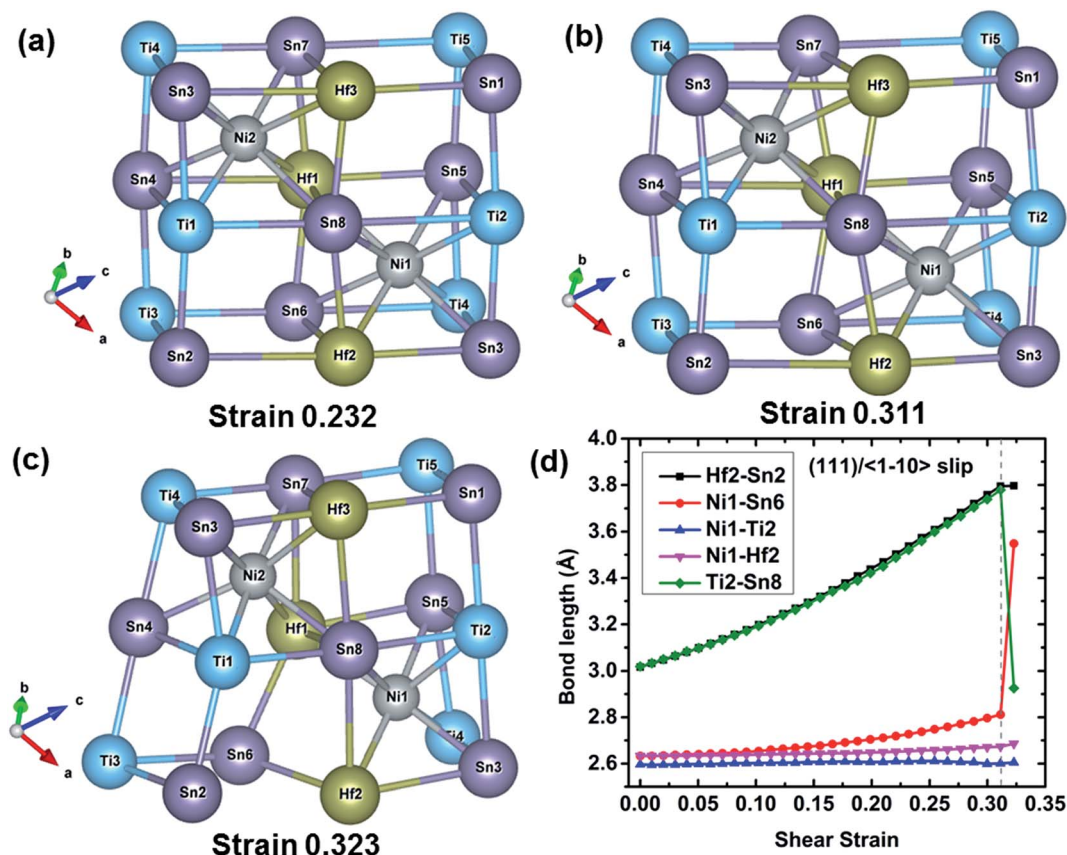 (a)
Ti4
Sn7
Ti5
Sn3
Hf3
Sn1
Ni2
Sn4
Hf1
Sn5
Ti1
Sn8
Ti2
Ni1
b
c
a
Ti3
Sn6
Ti4
Sn2
Hf2
Sn3
Strain 0.232
(b)
Ti4
Sn7
Ti5
Sn3
Hf3
Sn1
Ni2
Sn4
Hf1
Sn5
Ti1
Sn8
Ti2
Ni1
b
c
a
Ti3
Sn6
Ti4
Sn2
Hf2
Sn3
Strain 0.311
(c)
Ti4
Sn7
Ti5
Sn3
Hf3
Sn1
Ni2
Sn4
Hf1
Sn5
Ti1
Sn8
Ti2
Ni1
b
c
a
Ti3
Sn6
Ti4
Sn2
Hf2
Sn3
Strain 0.323
(d)
(111)/<1-10> slip
Hf2-Sn2
Ni1-Sn6
Ni1-Ti2
Ni1-Hf2
Ti2-Sn8
Bond length (Å)
4.0
3.8
3.6
3.4
3.2
3.0
2.8
2.6
0.00 0.05 0.10 0.15 0.20 0.25 0.30 0.35
Shear Strain